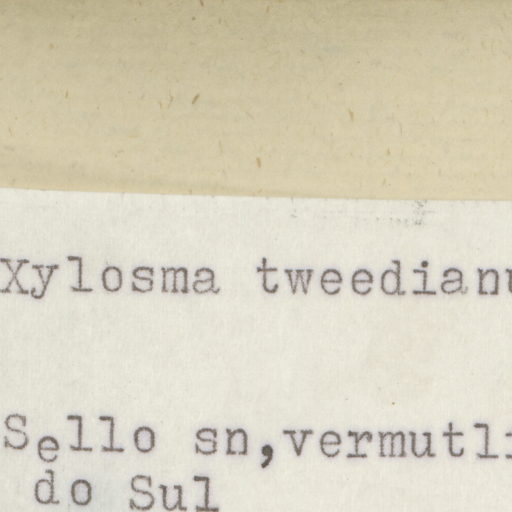 Xylosma tweedianu
Sello sn,vermutli
do Sul